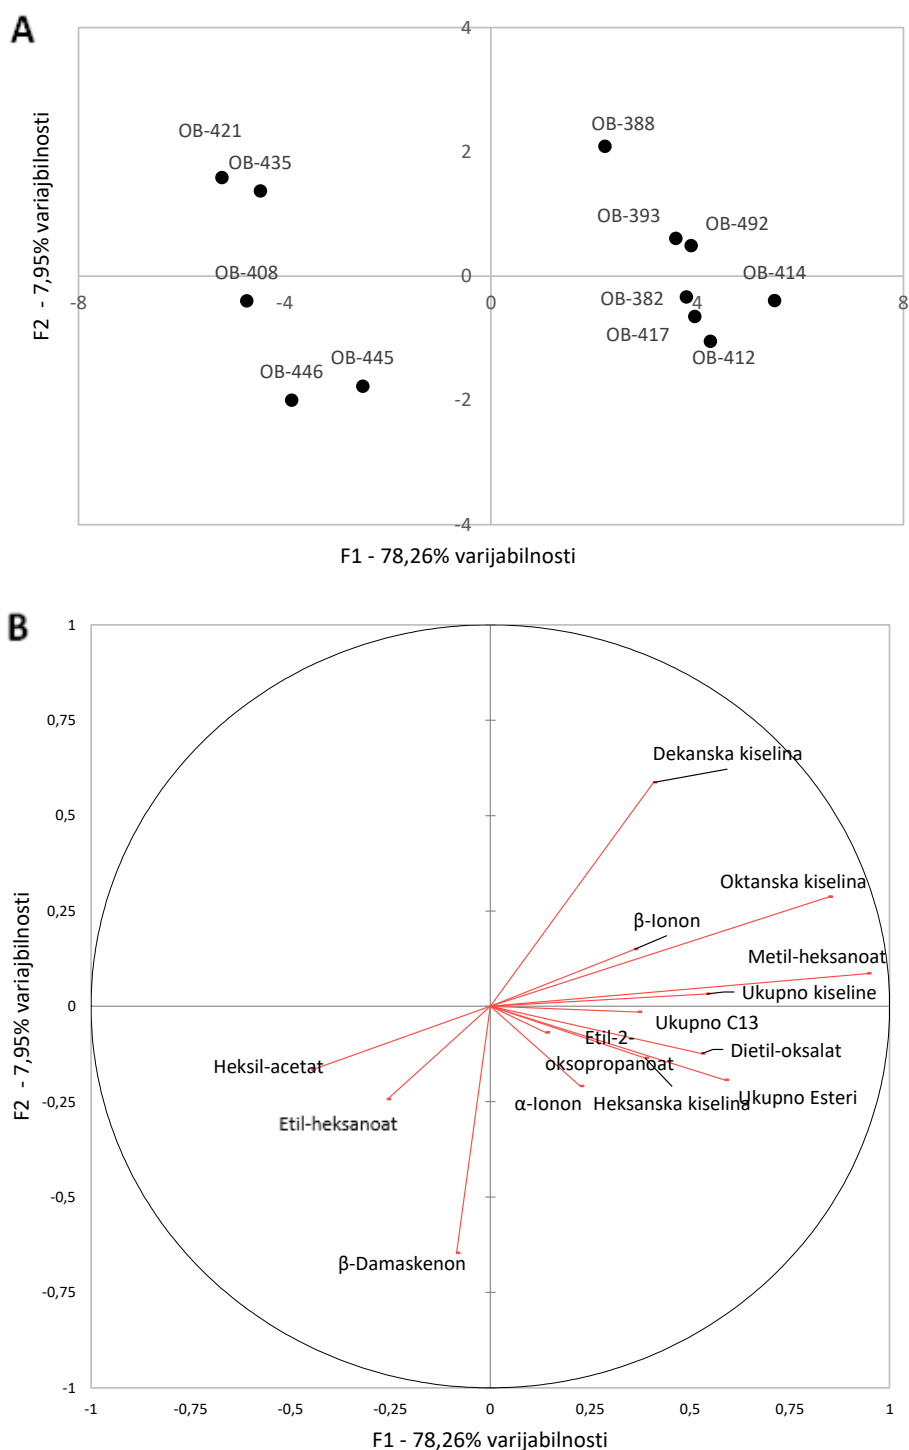 A
4
OB-421
OB-388
OB-435
2
OB-393
OB-492
0
OB-408
OB-414
-8
-4
0
OB-382
4
8
OB-417
OB-445
OB-412
OB-446
-2
-4
F2 - 7,95% variajbilnosti
F1 - 78,26% varijabilnosti
B
1
0,75
Dekanska kiselina
0,5
Oktanska kiselina
0,25
β-Ionon
Metil-heksanoat
Ukupno kiseline
0
Ukupno C13
Etil-2-
oksopropanoat
Dietil-oksalat
Heksil-acetat
α-Ionon
Heksanska kiselina
Ukupno Esteri
-0,25
Etil-heksanoat
-0,5
β-Damaskenon
-0,75
-1
F2 - 7,95% variajbilnosti
-1
-0,75
-0,5
-0,25
0
0,25
0,5
0,75
1
F1 - 78,26% varijabilnosti